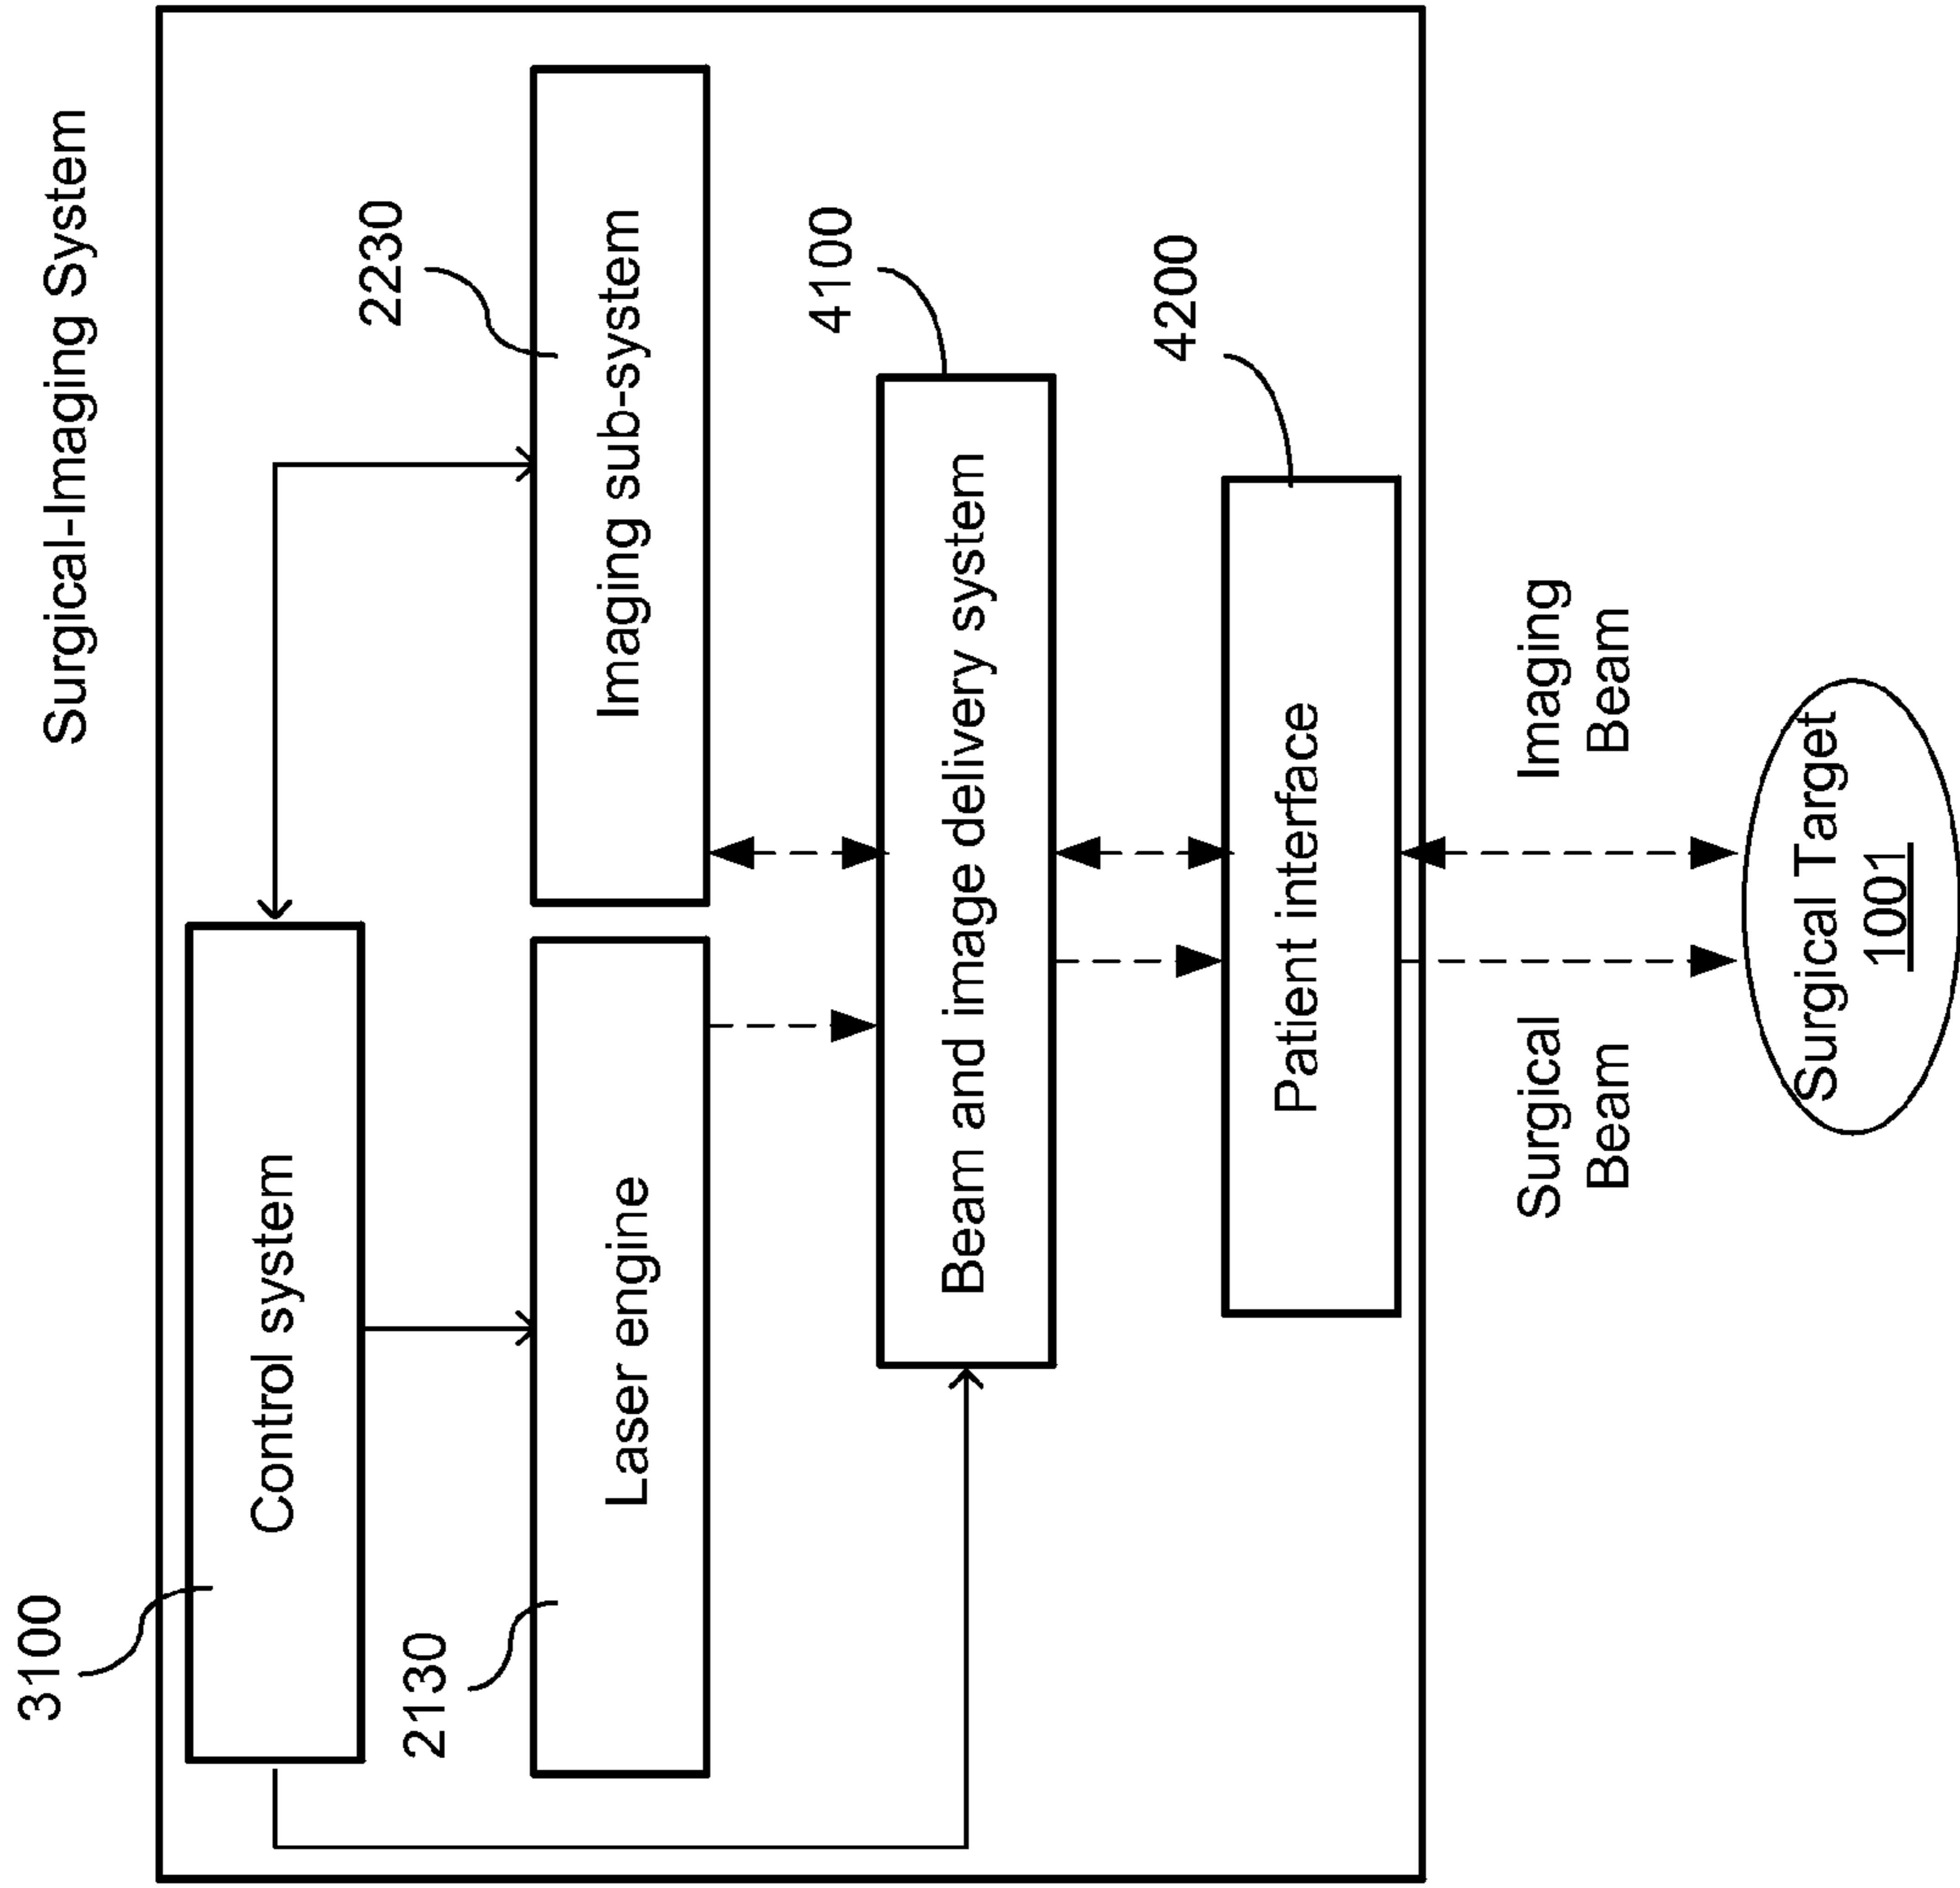 Surgical-Imaging System
3100
Control system
2130
Laser engine
2230
Imaging sub-system
4100
Beam and image delivery system
4200
Patient interface
Surgical
Beam
Imaging
Beam
Surgical Target
1001